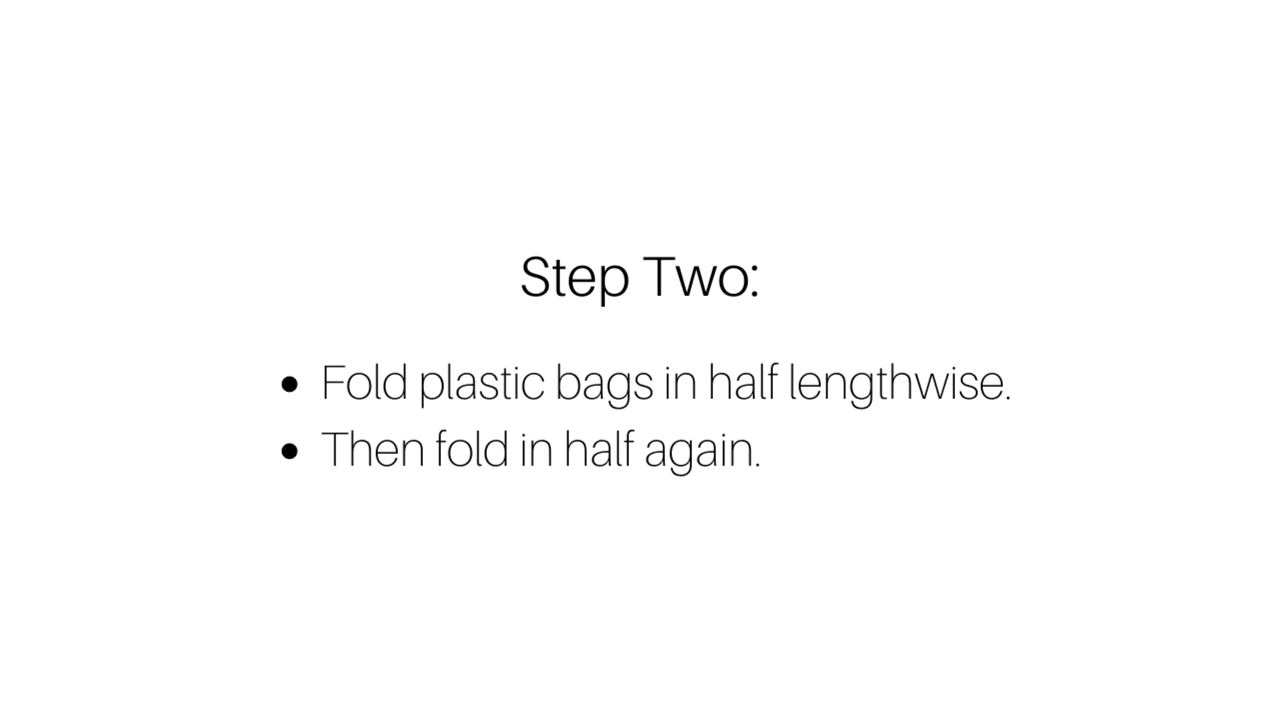 Step Two:
• Fold plastic bags in half lengthwise.
• Then fold in half again.